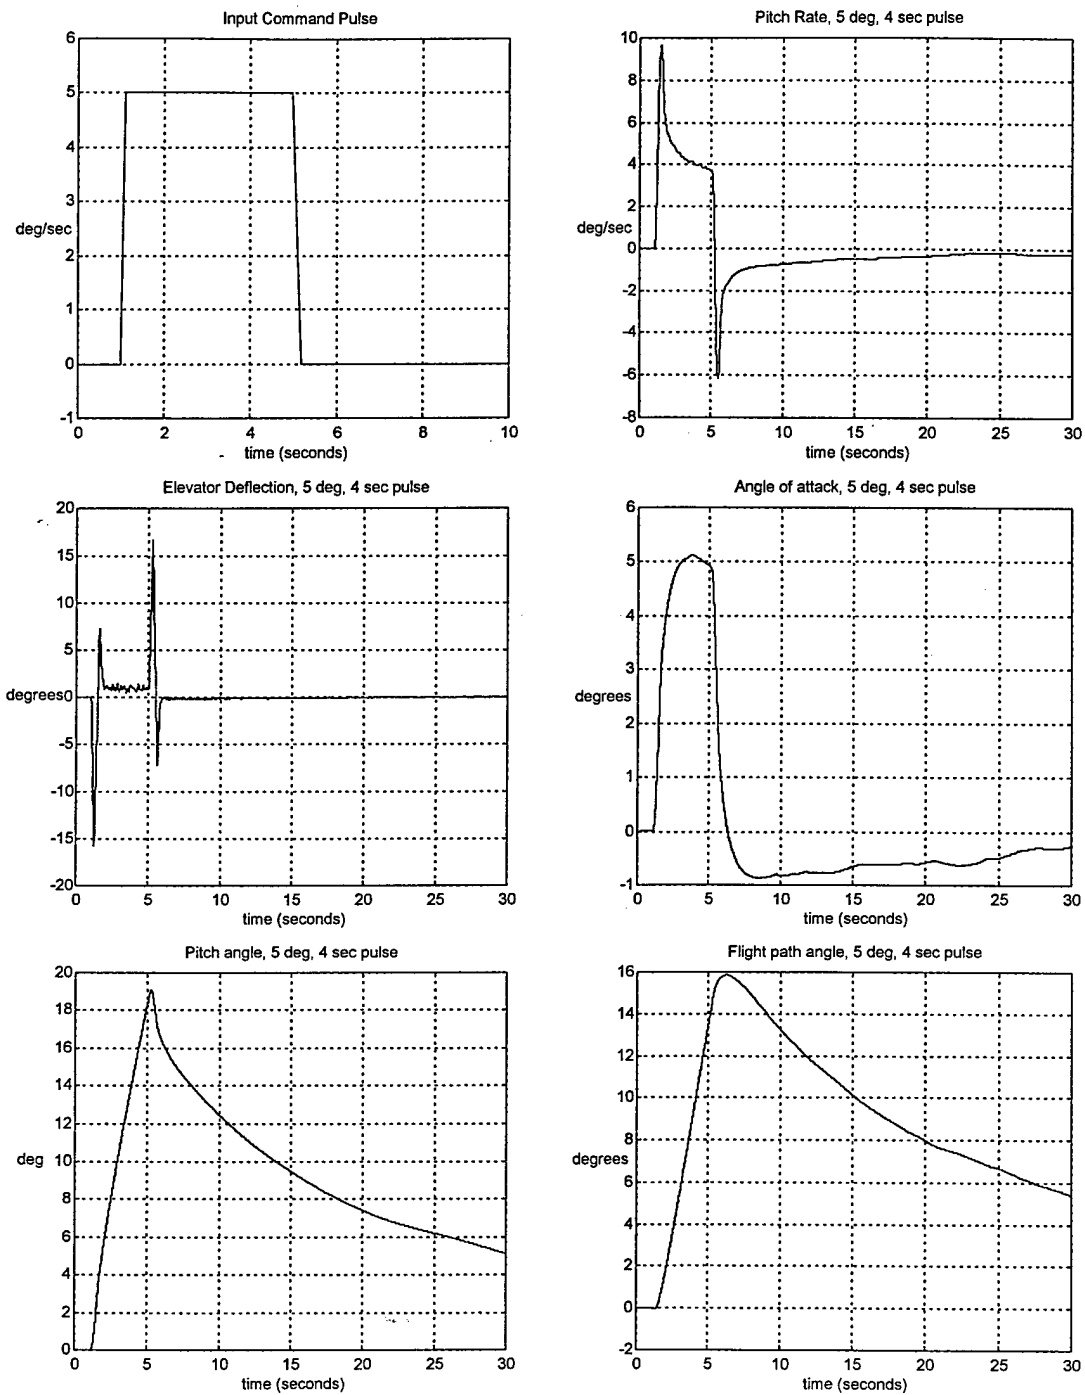 Input Command Pulse
6
5
4
3
deg/sec
2
1
0
-1
0 2 4 6 8 10
time (seconds)
Pitch Rate, 5 deg, 4 sec pulse
10
8
6
4
2
deg/sec
0
-2
-4
-6
-8
0 5 10 15 20 25 30
time (seconds)
Elevator Deflection, 5 deg, 4 sec pulse
20
15
10
5
degrees0
-5
-10
-15
-20
0 5 10 15 20 25 30
time (seconds)
Angle of attack, 5 deg, 4 sec pulse
6
5
4
3
degrees
2
1
0
-1
0 5 10 15 20 25 30
time (seconds)
Pitch angle, 5 deg, 4 sec pulse
20
18
16
14
12
deg 10
8
6
4
2
0
0 5 10 15 20 25 30
time (seconds)
Flight path angle, 5 deg, 4 sec pulse
16
14
12
10
8
degrees
6
4
2
0
-2
0 5 10 15 20 25 30
time (seconds)